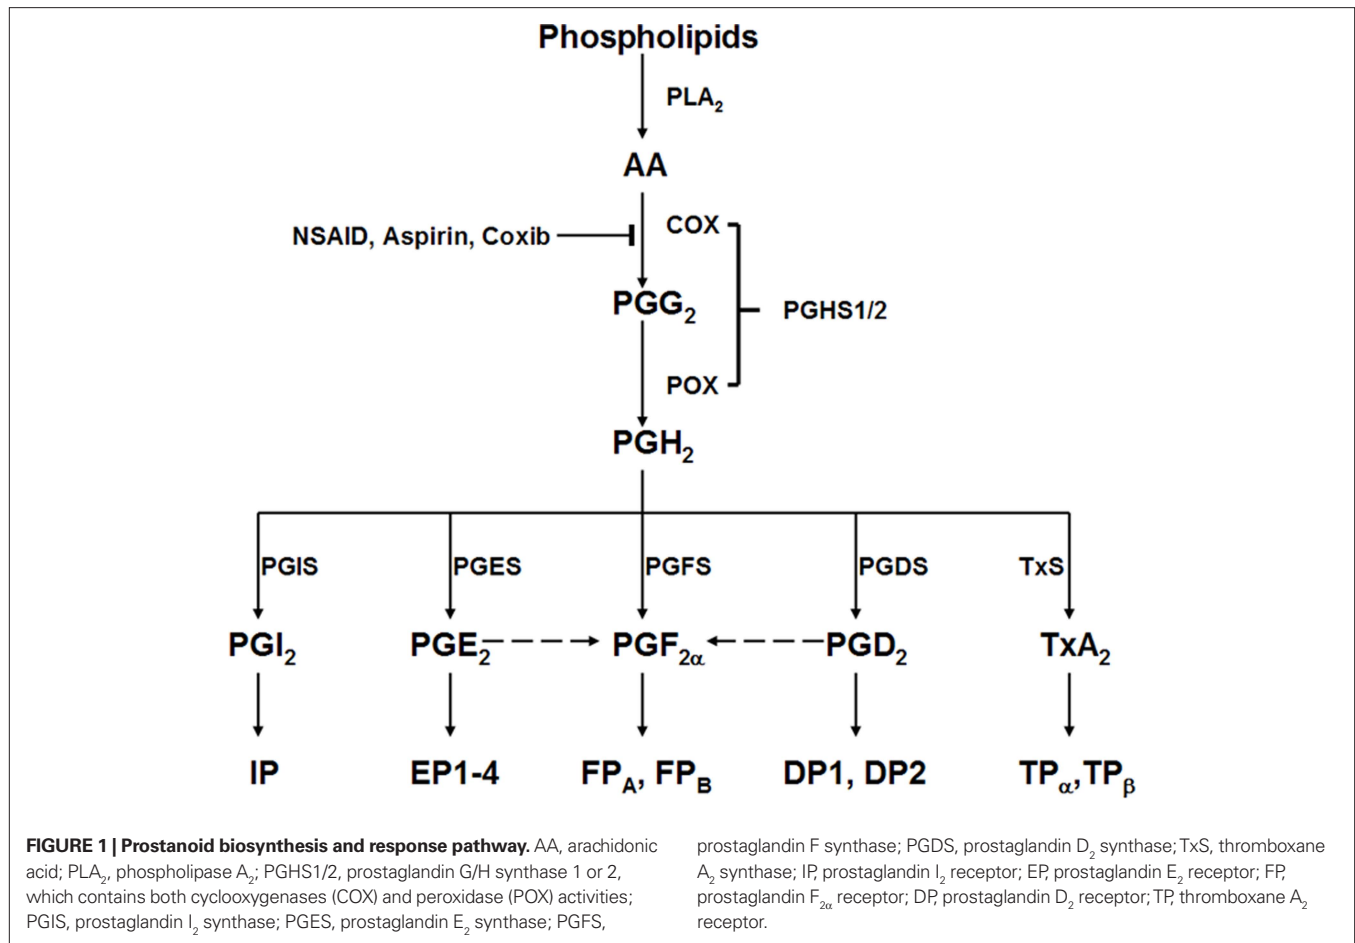 Phospholipids
PLA₂
AA
NSAID, Aspirin, Coxib
COX
PGG₂
PGHS1/2
POX
PGH₂
PGIS PGES PGFS PGDS TxS
PGI₂ PGE₂ PGF₂α PGD₂ TxA₂
IP EP1-4 FP_A, FP_B DP1, DP2 TPα,TPβ
FIGURE 1 | Prostanoid biosynthesis and response pathway. AA, arachidonic
acid; PLA₂, phospholipase A₂; PGHS1/2, prostaglandin G/H synthase 1 or 2,
which contains both cyclooxygenases (COX) and peroxidase (POX) activities;
PGIS, prostaglandin I₂ synthase; PGES, prostaglandin E₂ synthase; PGFS,
prostaglandin F synthase; PGDS, prostaglandin D₂ synthase; TxS, thromboxane
A₂ synthase; IP, prostaglandin I₂ receptor; EP, prostaglandin E₂ receptor; FP,
prostaglandin F₂α receptor; DP, prostaglandin D₂ receptor; TP, thromboxane A₂
receptor.